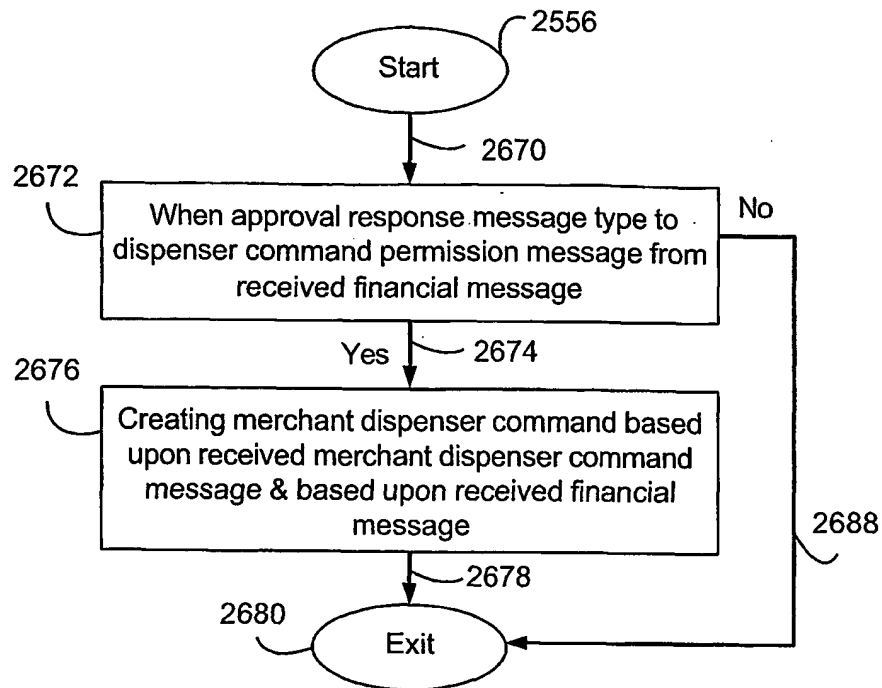 2556
Start
2670
2672
When approval response message type to
dispenser command permission message from
received financial message
No
Yes
2674
2676
Creating merchant dispenser command based
upon received merchant dispenser command
message & based upon received financial
message
2688
2678
2680
Exit